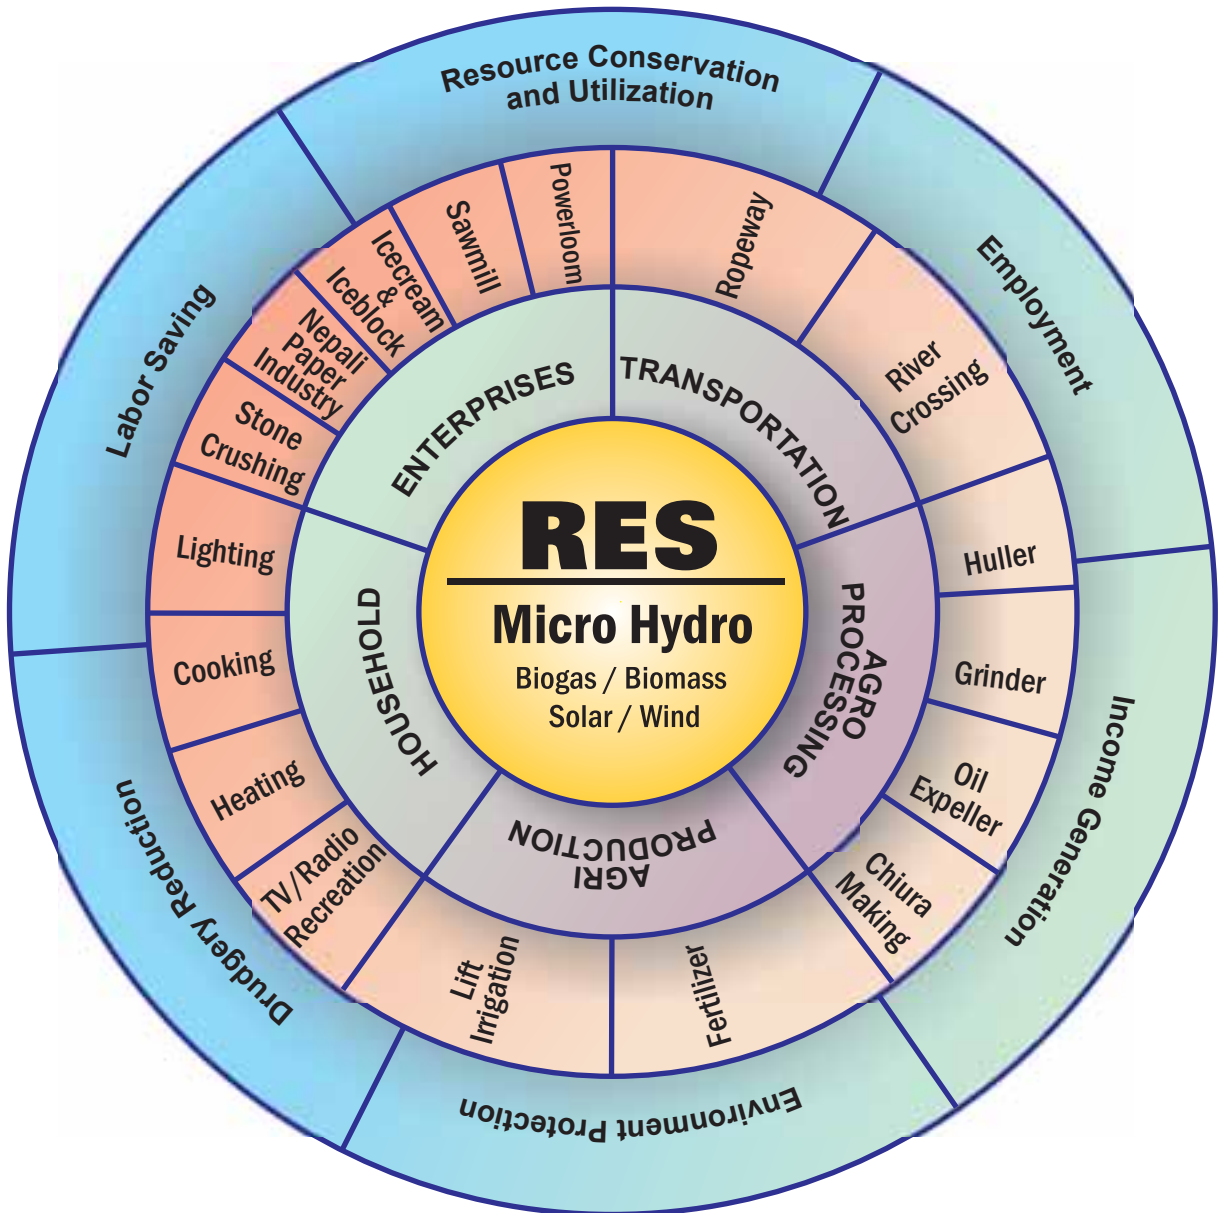 RES
Micro Hydro
Biogas / Biomass
Solar / Wind
TRANSPORTATION
AGRO
PROCESSING
AGRI
PRODUCTION
HOUSEHOLD
ENTERPRISES
Ropeway
River
Crossing
Huller
Grinder
Oil
Expeller
Chiura
Making
Fertilizer
Lift
Irrigation
TV/Radio
Recreation
Heating
Cooking
Lighting
Stone
Crushing
Nepali
Paper
Industry
Icecream
&
Iceblock
Sawmill
Powerloom
Resource Conservation
and Utilization
Employment
Income Generation
Environment Protection
Drudgery Reduction
Labor Saving